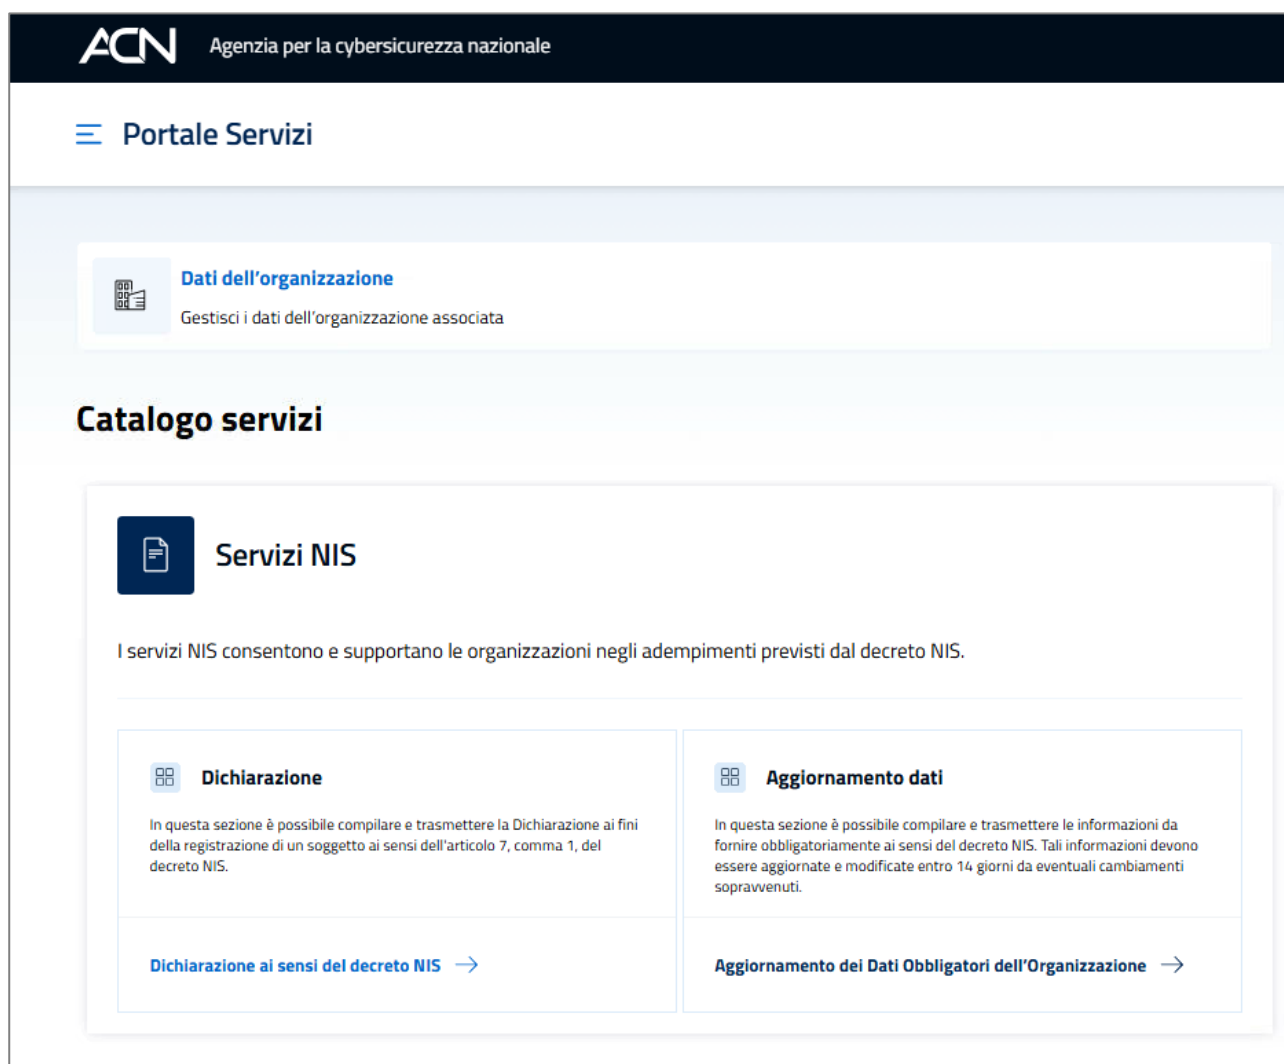 ACN Agenzia per la cybersicurezza nazionale
Portale Servizi
Dati dell'organizzazione
Gestisci i dati dell'organizzazione associata
Catalogo servizi
Servizi NIS
I servizi NIS consentono e supportano le organizzazioni negli adempimenti previsti dal decreto NIS.
Dichiarazione
In questa sezione è possibile compilare e trasmettere la Dichiarazione ai fini
della registrazione di un soggetto ai sensi dell'articolo 7, comma 1, del
decreto NIS.
Dichiarazione ai sensi del decreto NIS
Aggiornamento dati
In questa sezione è possibile compilare e trasmettere le informazioni da
fornire obbligatoriamente ai sensi del decreto NIS. Tali informazioni devono
essere aggiornate e modificate entro 14 giorni da eventuali cambiamenti
sopravvenuti.
Aggiornamento dei Dati Obbligatori dell'Organizzazione